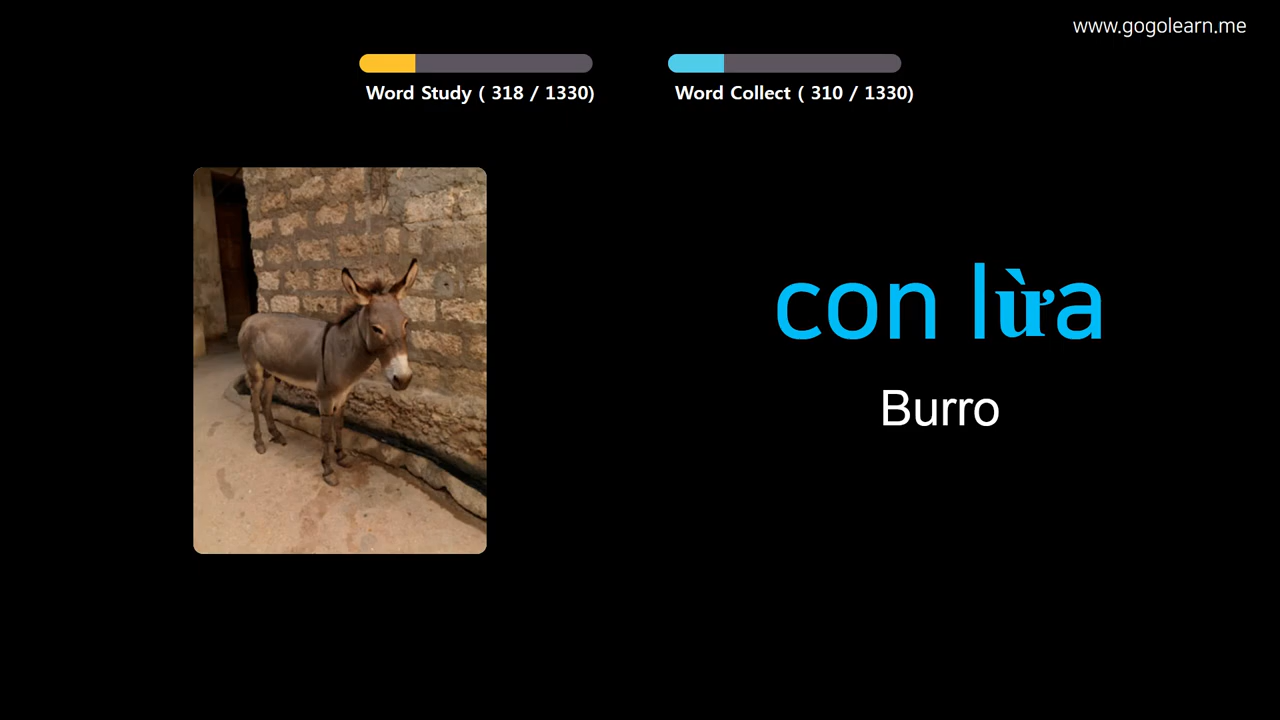 www.gogolearn.me
Word Study ( 318 / 1330)
Word Collect ( 310 / 1330)
con lừa
Burro